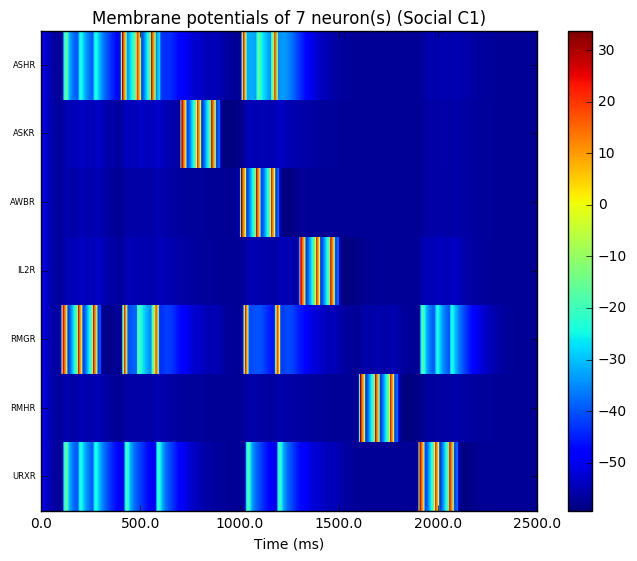 Membrane potentials of 7 neuron(s) (Social C1)
ASHR
ASKR
AWBR
IL2R
RMGR
RMHR
URXR
0.0 500.0 1000.0 1500.0 2000.0 2500.0
Time (ms)
30
20
10
0
−10
−20
−30
−40
−50